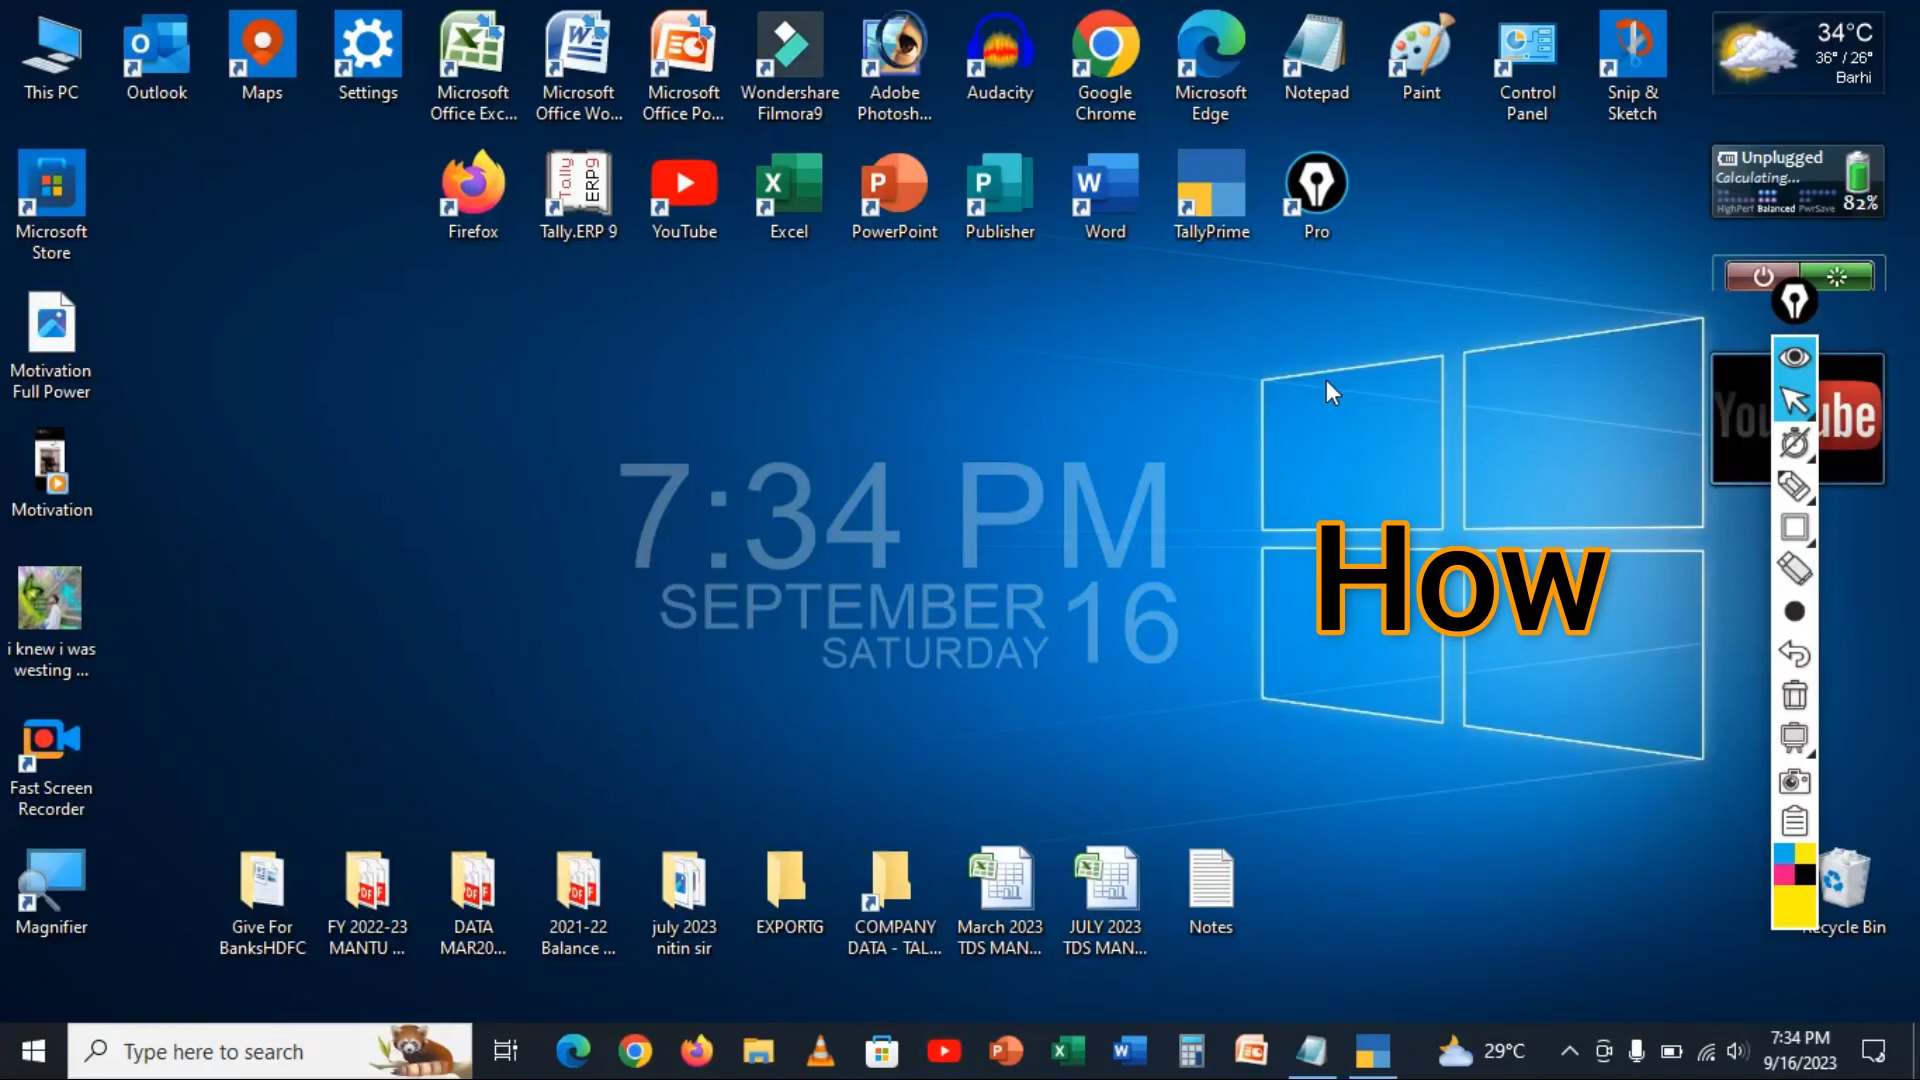 This PC
Outlook
Maps
Settings
Microsoft
Office Exc...
Microsoft
Office Wo...
Microsoft
Office Po...
Wondershare
Filmora9
Adobe
Photosh...
Audacity
Google
Chrome
Microsoft
Edge
Notepad
Paint
Control
Panel
Snip &
Sketch
34°C
36° / 26°
Barhi
Microsoft
Store
Firefox
Tally
ERP9
Tally.ERP 9
YouTube
Excel
PowerPoint
Publisher
Word
TallyPrime
Pro
Unplugged
Calculating...
HighPerf Balanced PwrSave
82%
Motivation
Full Power
Motivation
7:34 PM
SEPTEMBER
16
SATURDAY
How
i knew i was
westing ...
Fast Screen
Recorder
Magnifier
Give For
BanksHDFC
FY 2022-23
MANTU ...
DATA
MAR20...
2021-22
Balance ...
july 2023
nitin sir
EXPORTG
COMPANY
DATA - TAL...
March 2023
TDS MAN...
JULY 2023
TDS MAN...
Notes
Recycle Bin
Type here to search
29°C
7:34 PM
9/16/2023